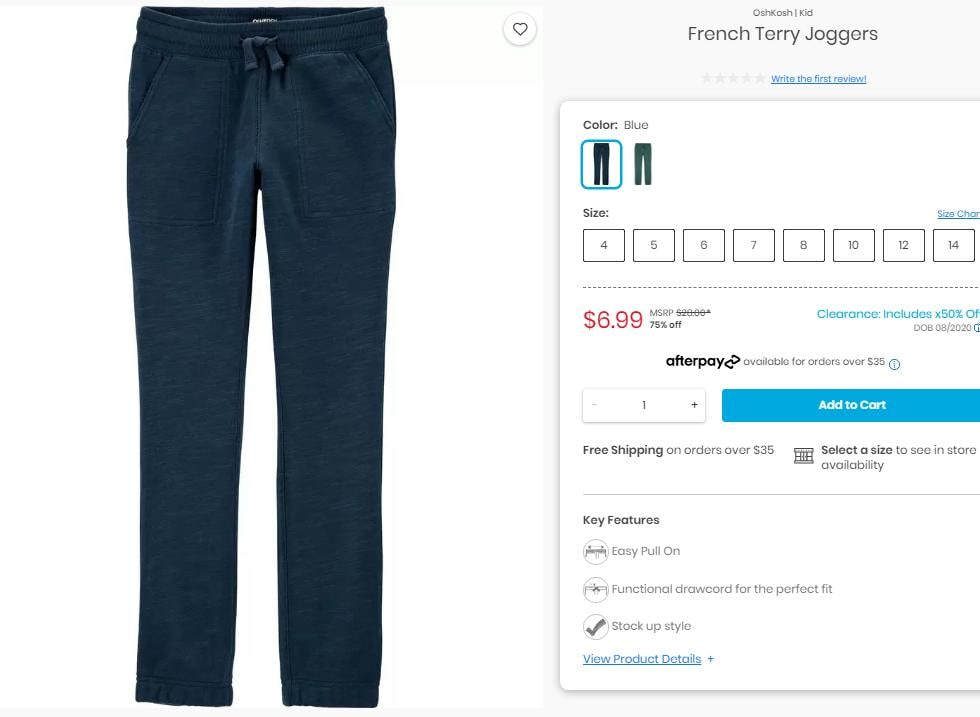 OshKosh | Kid
French Terry Joggers
Write the first review!
Color: Blue
Size:
Size Char
4 5 6 7 8 10 12 14
$6.99 MSRP $28.00*
75% off
Clearance: Includes x50% Of
DOB 08/2020
afterpay available for orders over $35
- 1 +
Add to Cart
Free Shipping on orders over $35
Select a size to see in store
availability
Key Features
Easy Pull On
Functional drawcord for the perfect fit
Stock up style
View Product Details +